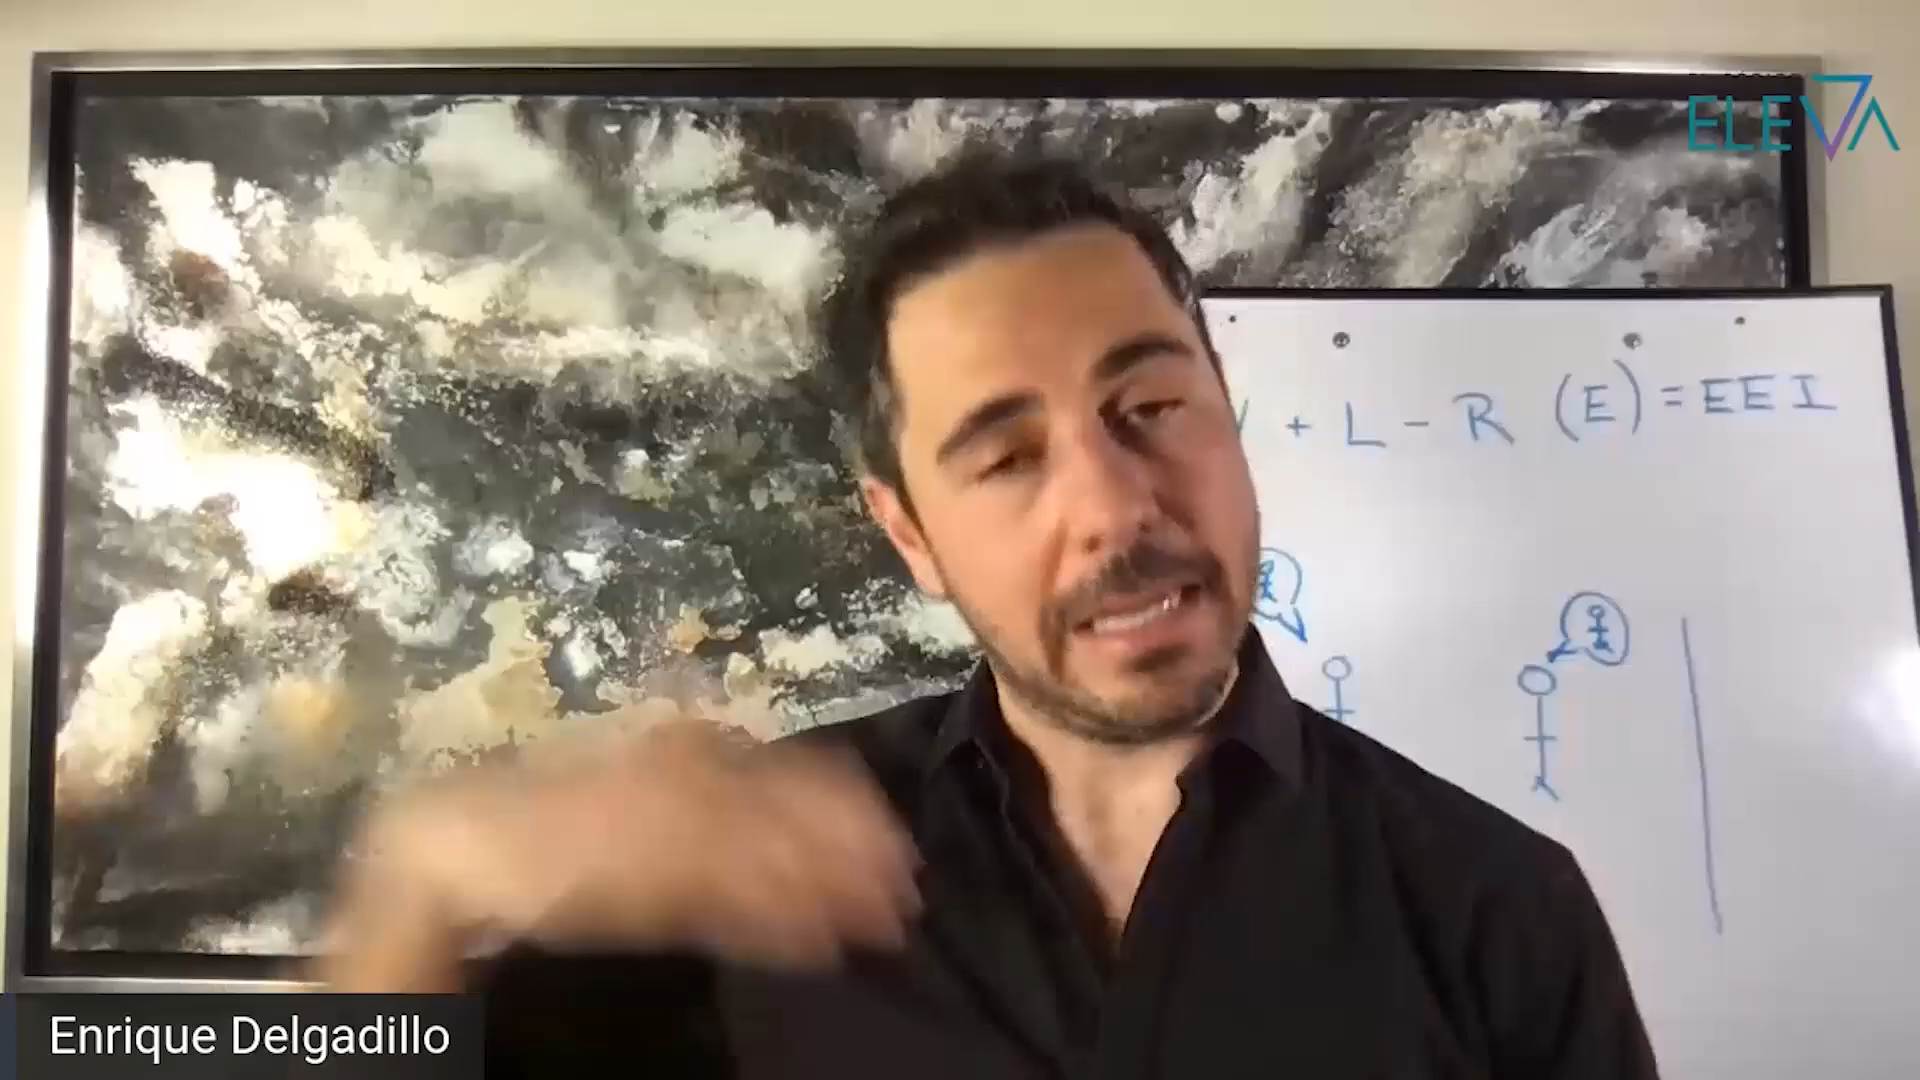 ELEVA
+ L - R (E) = EEI
Enrique Delgadillo